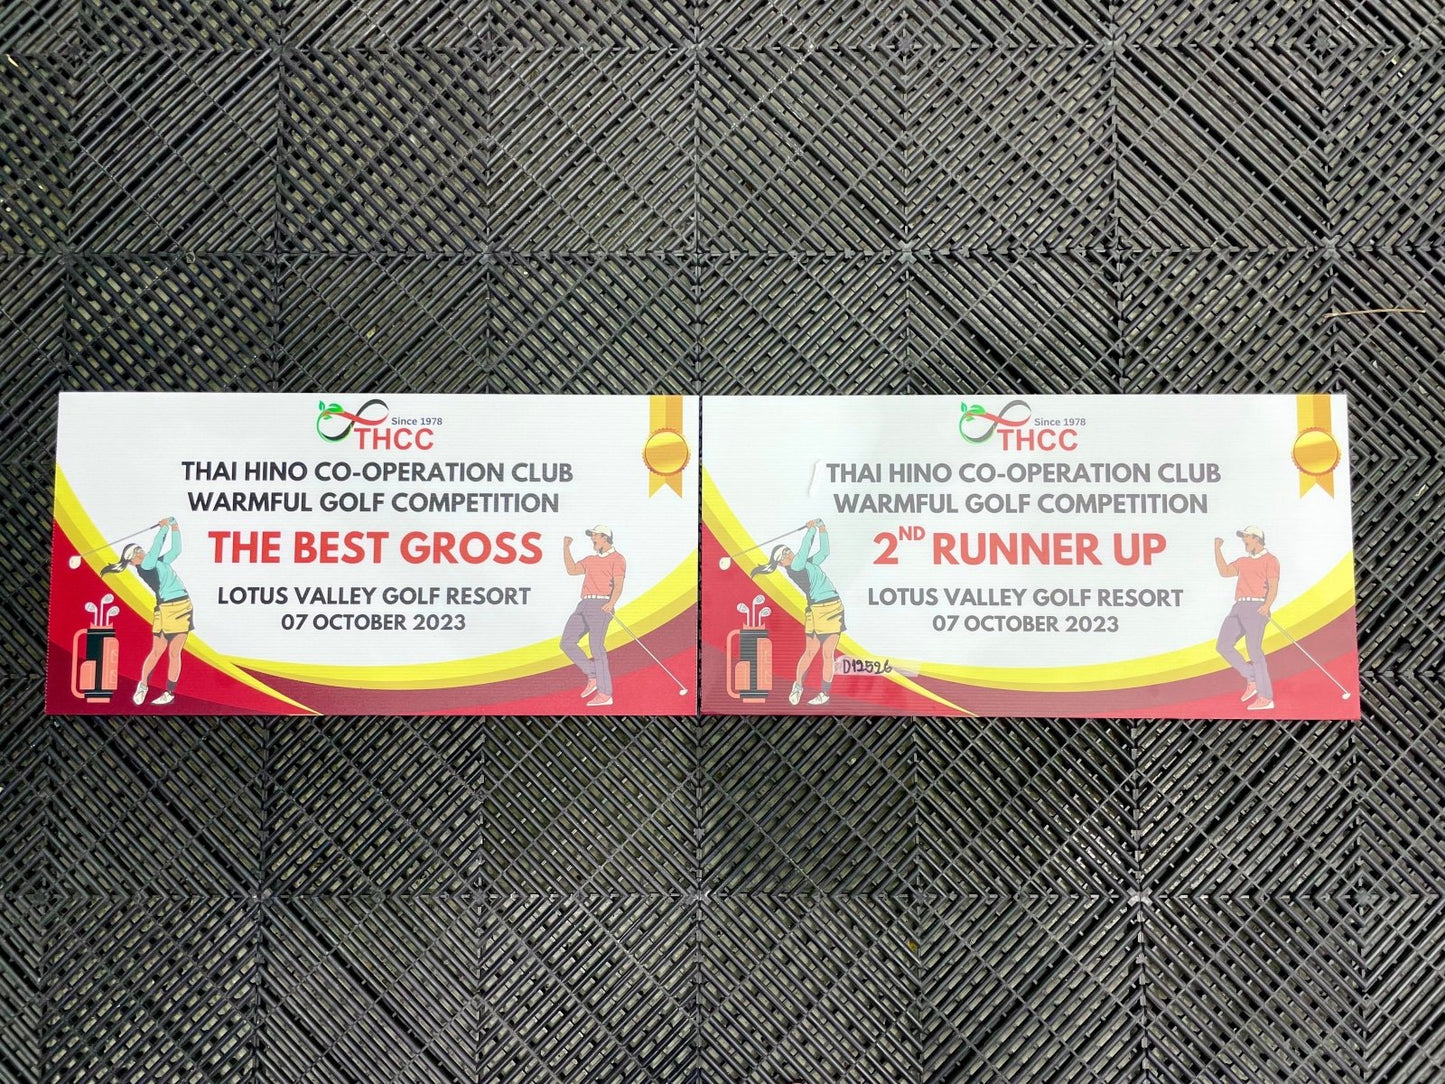 Since 1978
THCC
THAI HINO CO-OPERATION CLUB
WARMFUL GOLF COMPETITION
THE BEST GROSS
LOTUS VALLEY GOLF RESORT
07 OCTOBER 2023
Since 1978
THCC
THAI HINO CO-OPERATION CLUB
WARMFUL GOLF COMPETITION
2ND RUNNER UP
LOTUS VALLEY GOLF RESORT
07 OCTOBER 2023
D12526